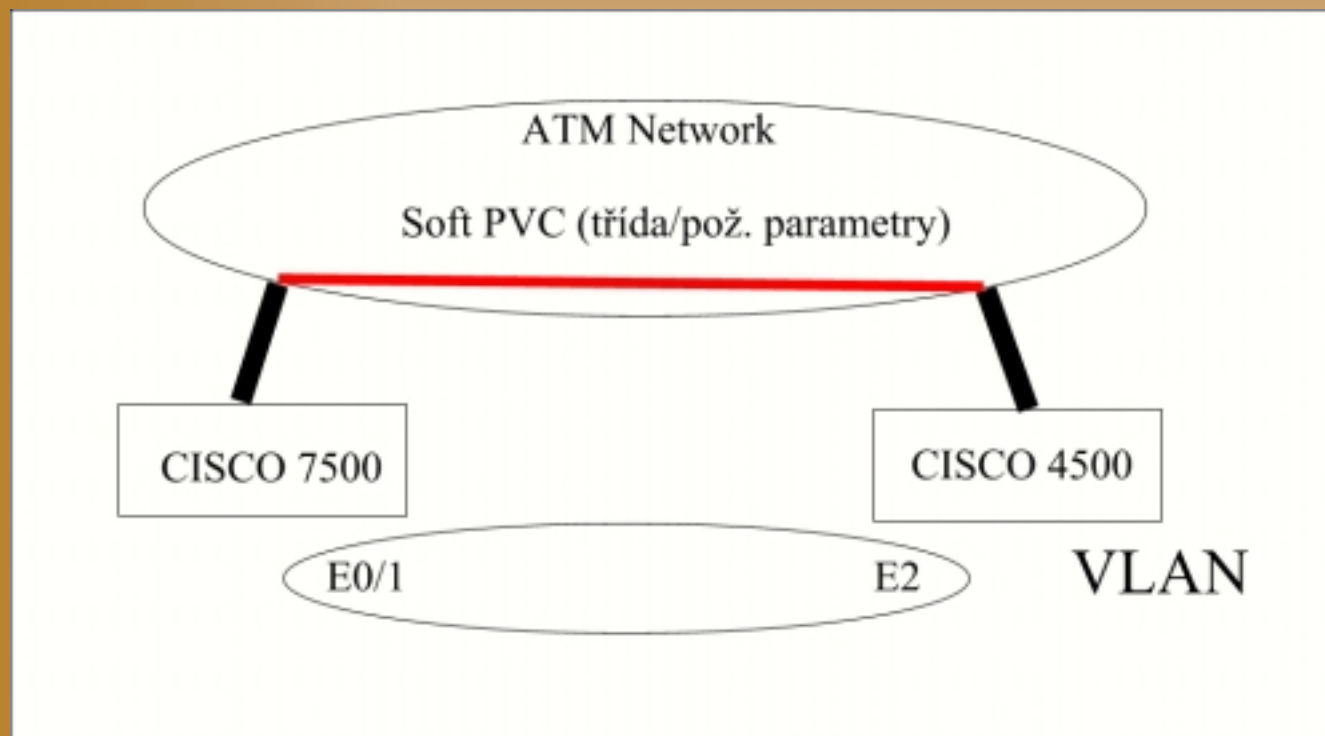 ATM Network
Soft PVC (třída/pož. parametry)
CISCO 7500
CISCO 4500
E0/1
E2
VLAN